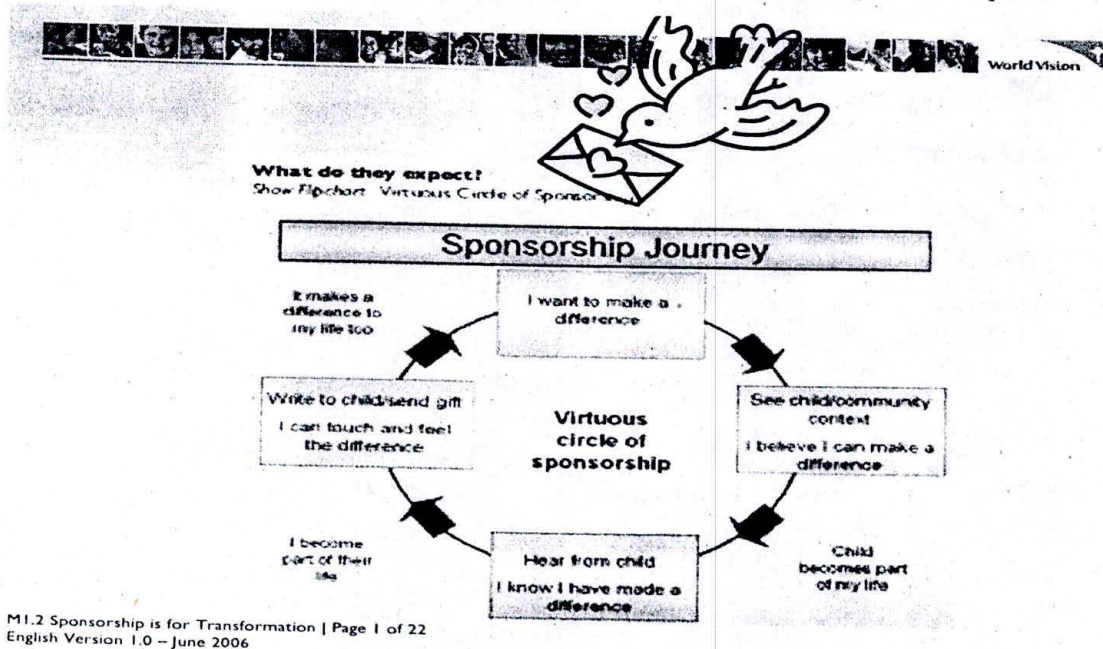 World Vision
What do they expect?
Show Flipchart Virtuous Circle of Sponsor
Sponsorship Journey
It makes a
difference to
my life too
I want to make a
difference
Write to child/send gift
I can touch and feel
the difference
Virtuous
circle of
sponsorship
See child/community
context
I believe I can make a
difference
I become
part of their
life
Hear from child
I know I have made a
difference
Child
becomes part
of my life
M1.2 Sponsorship is for Transformation | Page 1 of 22
English Version 1.0 – June 2006